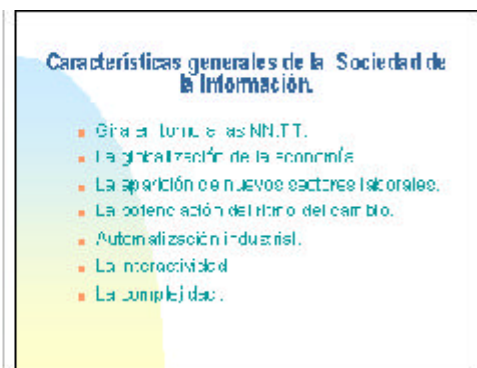 Características generales de la Sociedad de
la Información.
Gira en torno a las NN.TT.
La globalización de la economía
La aparición de nuevos sectores laborales.
La potenciación del ritmo del cambio.
Automatización industrial.
La interactividad
La complejidad.